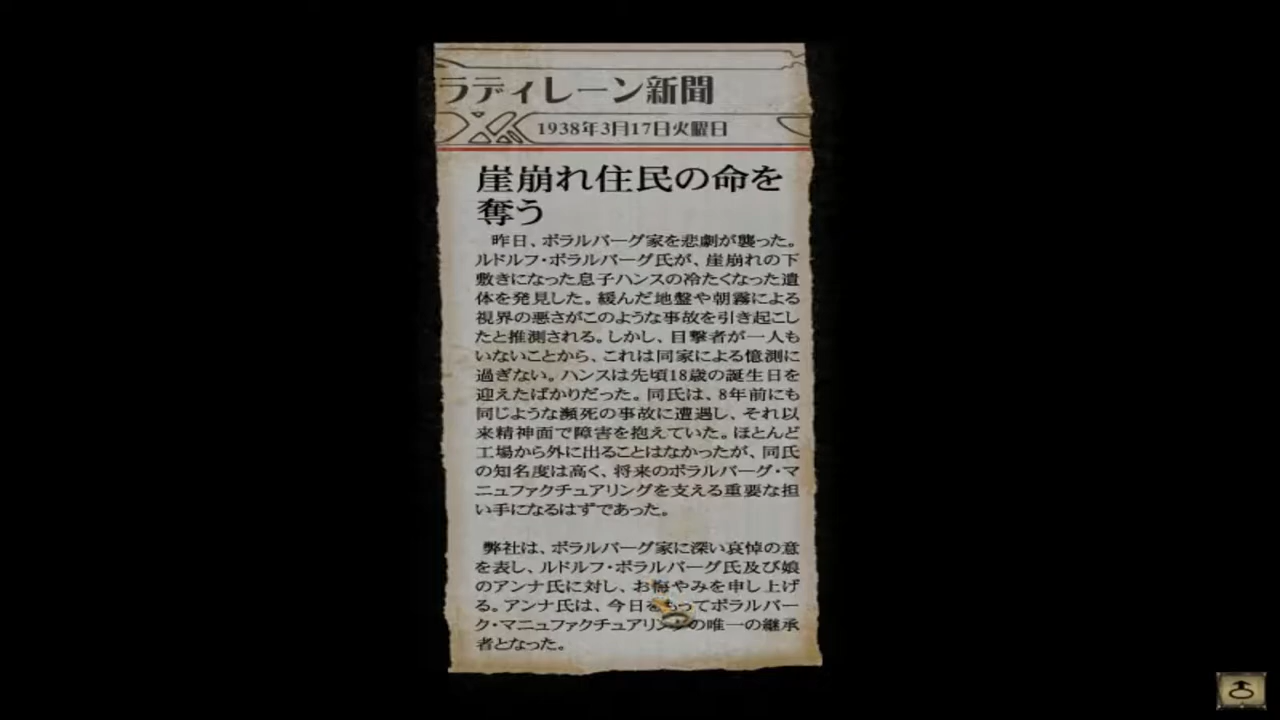 ラディレーン新聞
1938年3月17日火曜日
崖崩れ住民の命を
奪う
昨日、ボラルバーグ家を悲劇が襲った。
ルドルフ・ボラルバーグ氏が、崖崩れの下
敷きになった息子ハンスの冷たくなった遺
体を発見した。緩んだ地盤や朝霧による
視界の悪さがこのような事故を引き起こし
たと推測される。しかし、目撃者が一人も
いないことから、これは同家による憶測に
過ぎない。ハンスは先頃18歳の誕生日を
迎えたばかりだった。同氏は、8年前にも
同じような瀕死の事故に遭遇し、それ以
来精神面で障害を抱えていた。ほとんど
工場から外に出ることはなかったが、同氏
の知名度は高く、将来のボラルバーグ・マ
ニュファクチュアリングを支える重要な担
い手になるはずであった。
弊社は、ボラルバーグ家に深い哀悼の意
を表し、ルドルフ・ボラルバーグ氏及び娘
のアンナ氏に対し、お悔やみを申し上げ
る。アンナ氏は、今日をもってボラルバー
ク・マニュファクチュアリングの唯一の継承
者となった。